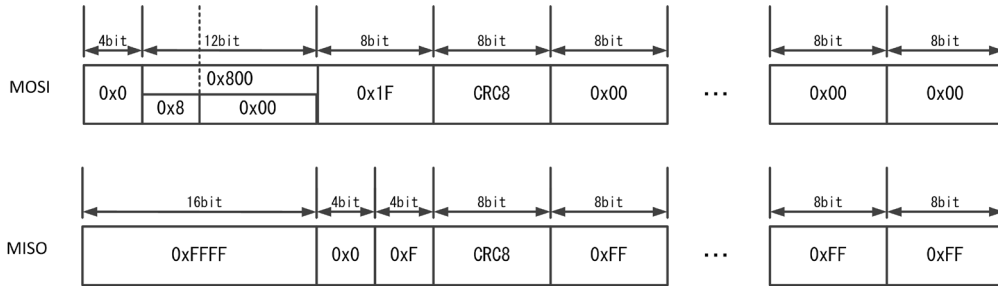 4bit 12bit 8bit 8bit 8bit 8bit 8bit
MOSI 0x0 0x800 0x1F CRC8 0x00 ... 0x00 0x00
0x8 0x00
16bit 4bit 4bit 8bit 8bit 8bit 8bit
MISO 0xFFFF 0x0 0xF CRC8 0xFF ... 0xFF 0xFF